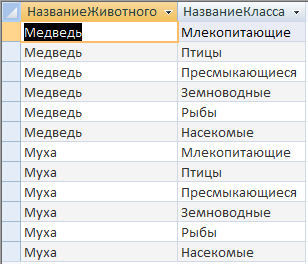 НазваниеЖивотного НазваниеКласса
Медведь Млекопитающие
Медведь Птицы
Медведь Пресмыкающиеся
Медведь Земноводные
Медведь Рыбы
Медведь Насекомые
Муха Млекопитающие
Муха Птицы
Муха Пресмыкающиеся
Муха Земноводные
Муха Рыбы
Муха Насекомые